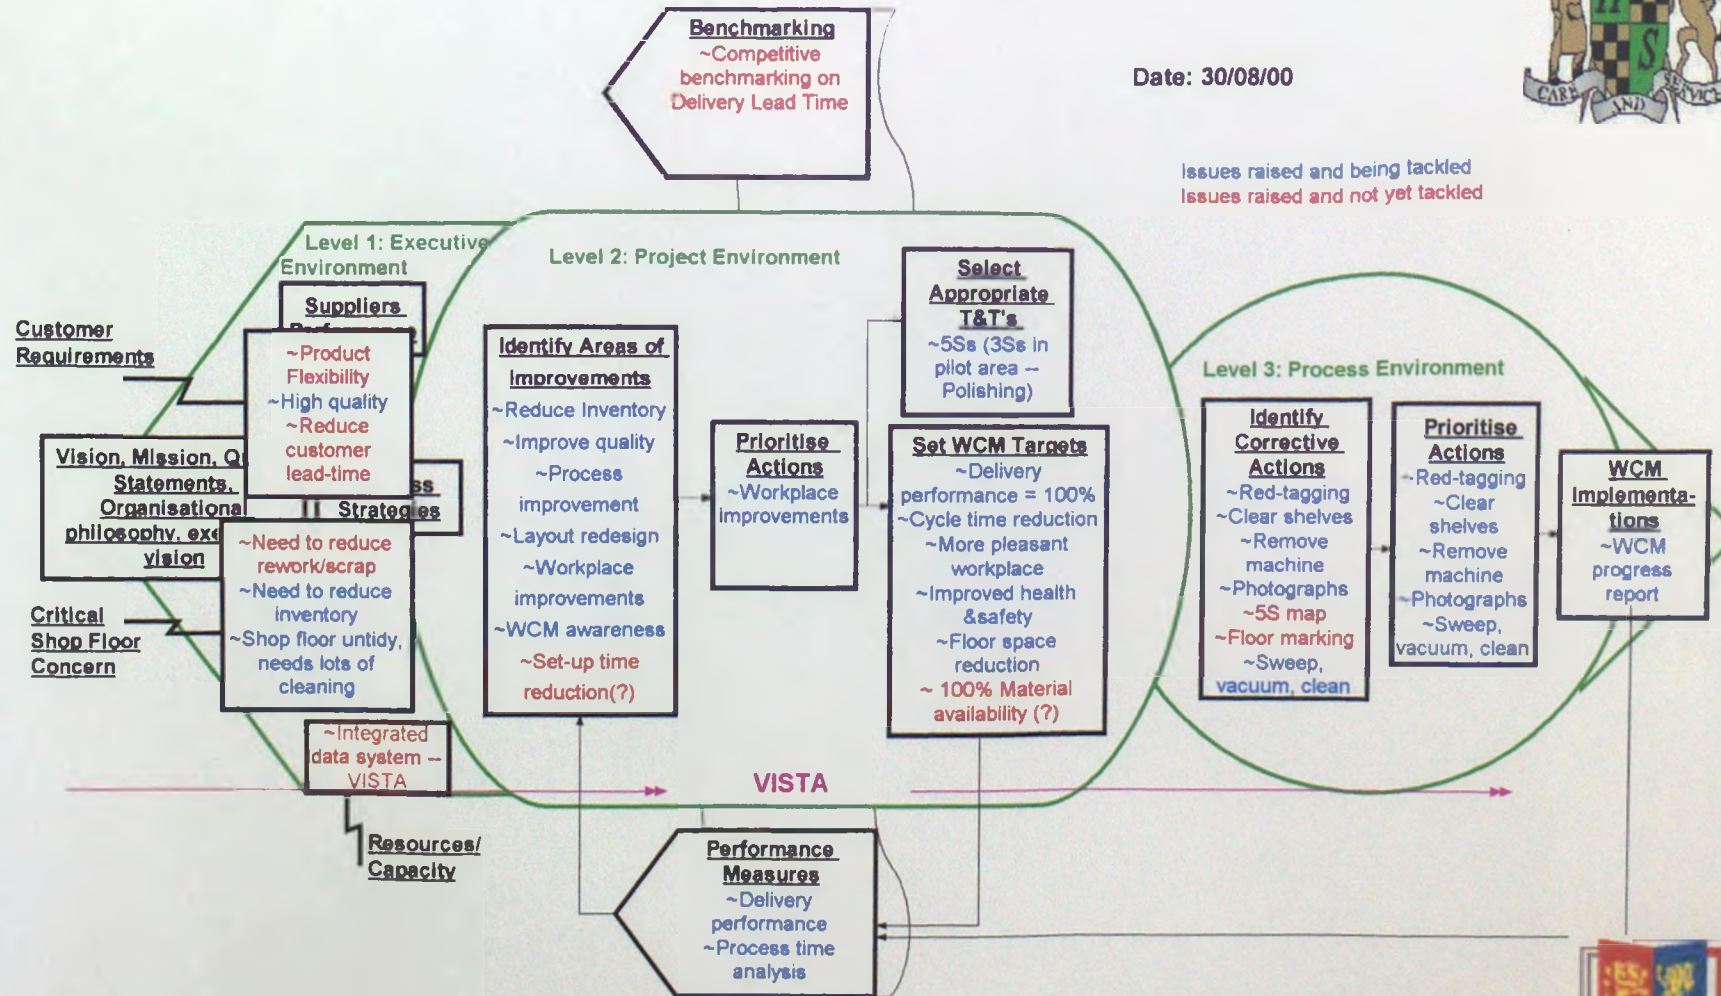 Benchmarking
~Competitive
benchmarking on
Delivery Lead Time
Date: 30/08/00
CARE AND SERVICE
Issues raised and being tackled
Issues raised and not yet tackled
Level 1: Executive
Environment
Suppliers
Customer
Requirements
~Product
Flexibility
~High quality
~Reduce
customer
lead-time
Vision, Mission,
Statements,
Organisational
philosophy,
vision
Strategies
~Need to reduce
rework/scrap
~Need to reduce
inventory
~Shop floor untidy,
needs lots of
cleaning
Critical
Shop Floor
Concern
~Integrated
data system –
VISTA
Resources/
Capacity
Level 2: Project Environment
Identify Areas of
Improvements
~Reduce Inventory
~Improve quality
~Process
improvement
~Layout redesign
~Workplace
improvements
~WCM awareness
~Set-up time
reduction(?)
Prioritise
Actions
~Workplace
improvements
Select
Appropriate
T&T's
~5Ss (3Ss in
pilot area –
Polishing)
Set WCM Targets
~Delivery
performance = 100%
~Cycle time reduction
~More pleasant
workplace
~Improved health
&safety
~Floor space
reduction
~ 100% Material
availability (?)
VISTA
Performance
Measures
~Delivery
performance
~Process time
analysis
Level 3: Process Environment
Identify
Corrective
Actions
~Red-tagging
~Clear shelves
~Remove
machine
~Photographs
~5S map
~Floor marking
~Sweep,
vacuum, clean
Prioritise
Actions
~Red-tagging
~Clear
shelves
~Remove
machine
~Photographs
~Sweep,
vacuum, clean
WCM
Implementa-
tions
~WCM
progress
report